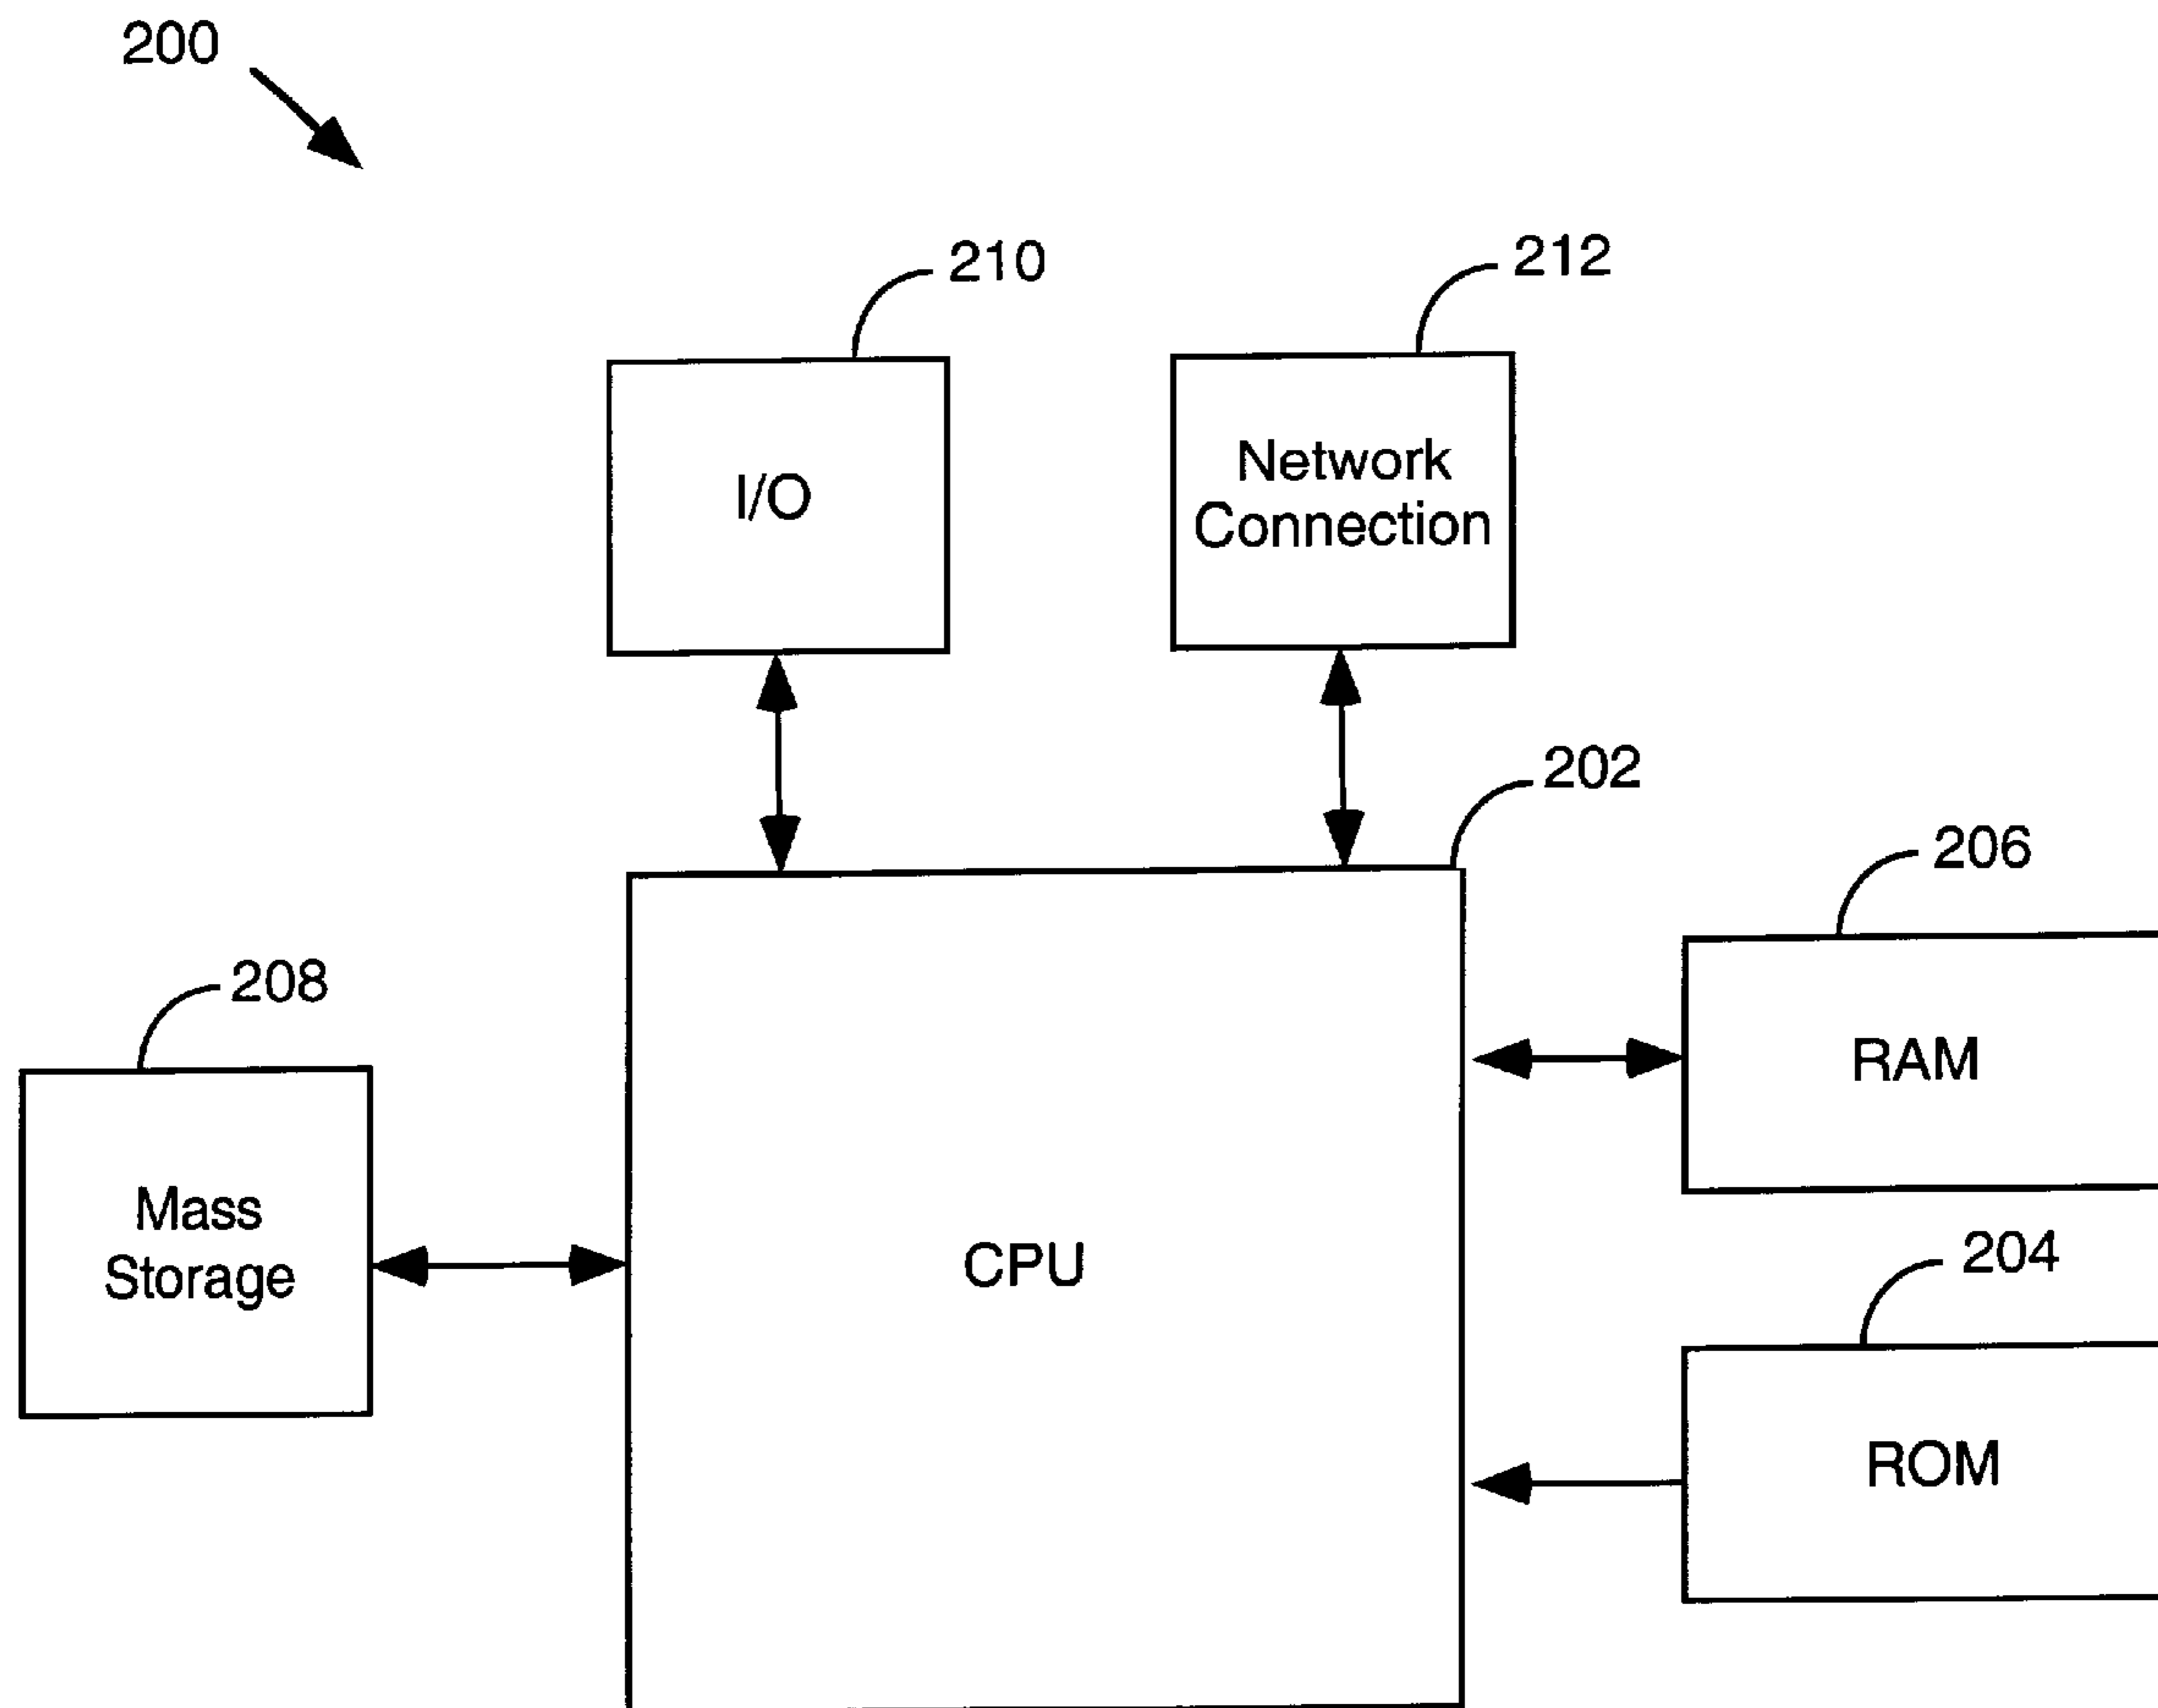 200
210
212
I/O
Network
Connection
202
206
208
RAM
Mass
Storage
CPU
204
ROM